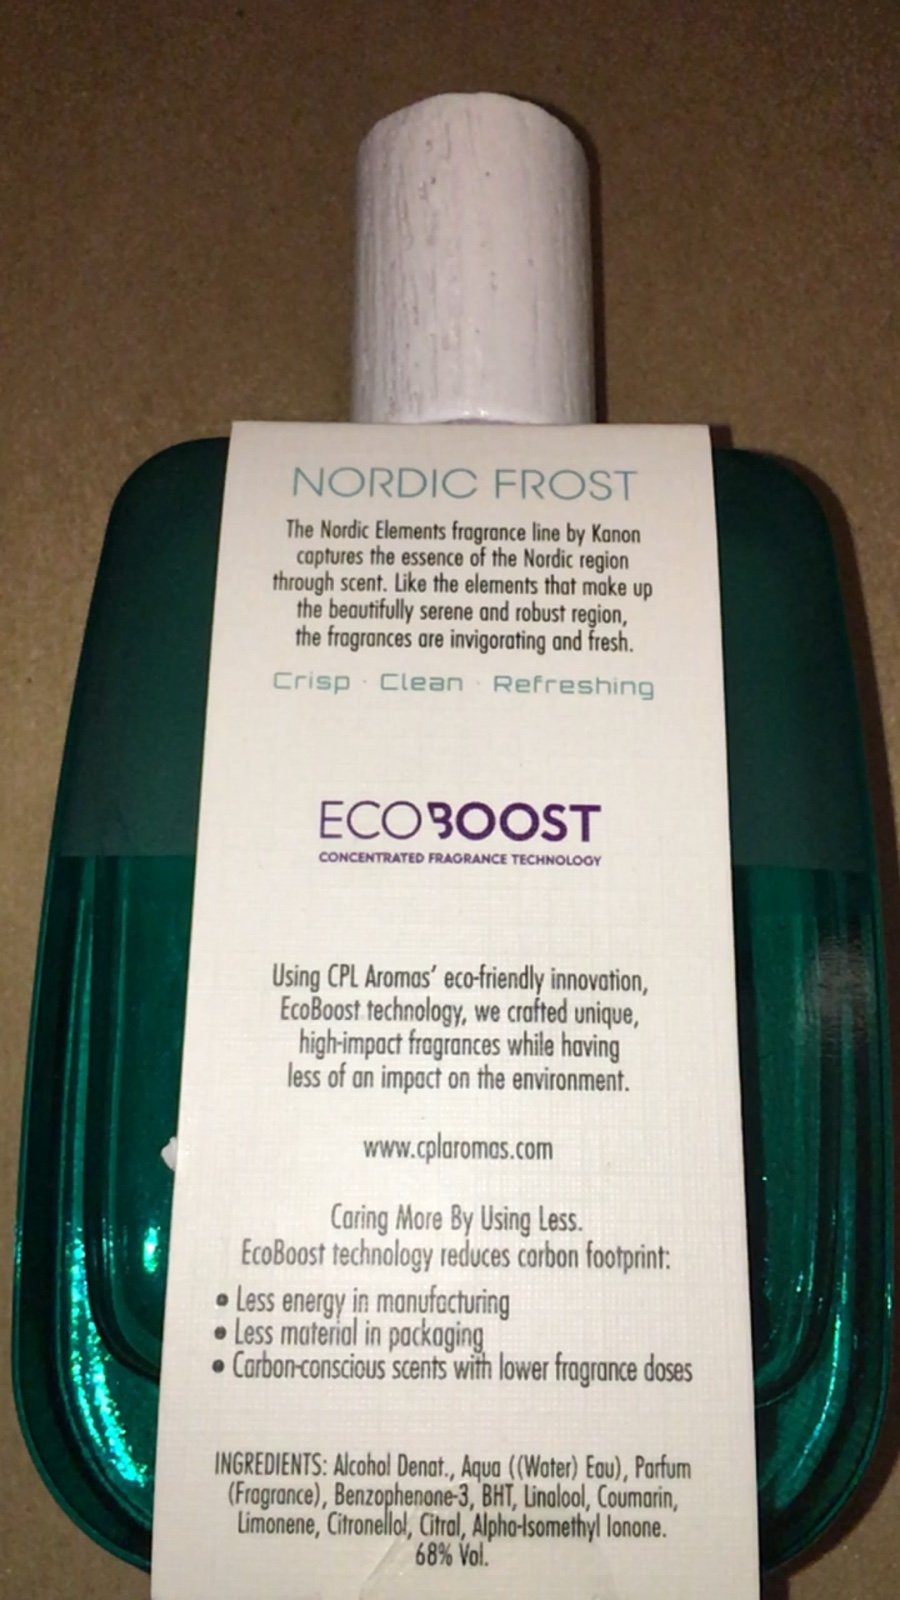 NORDIC FROST
The Nordic Elements fragrance line by Kanon
captures the essence of the Nordic region
through scent. Like the elements that make up
the beautifully serene and robust region,
the fragrances are invigorating and fresh.
Crisp · Clean · Refreshing
ECOBOOST
CONCENTRATED FRAGRANCE TECHNOLOGY
Using CPL Aromas' eco-friendly innovation,
EcoBoost technology, we crafted unique,
high-impact fragrances while having
less of an impact on the environment.
www.cplaromas.com
Caring More By Using Less.
EcoBoost technology reduces carbon footprint:
• Less energy in manufacturing
• Less material in packaging
• Carbon-conscious scents with lower fragrance doses
INGREDIENTS: Alcohol Denat., Aqua ((Water) Eau), Parfum
(Fragrance), Benzophenone-3, BHT, Linalool, Coumarin,
Limonene, Citronellol, Citral, Alpha-Isomethyl Ionone.
68% Vol.